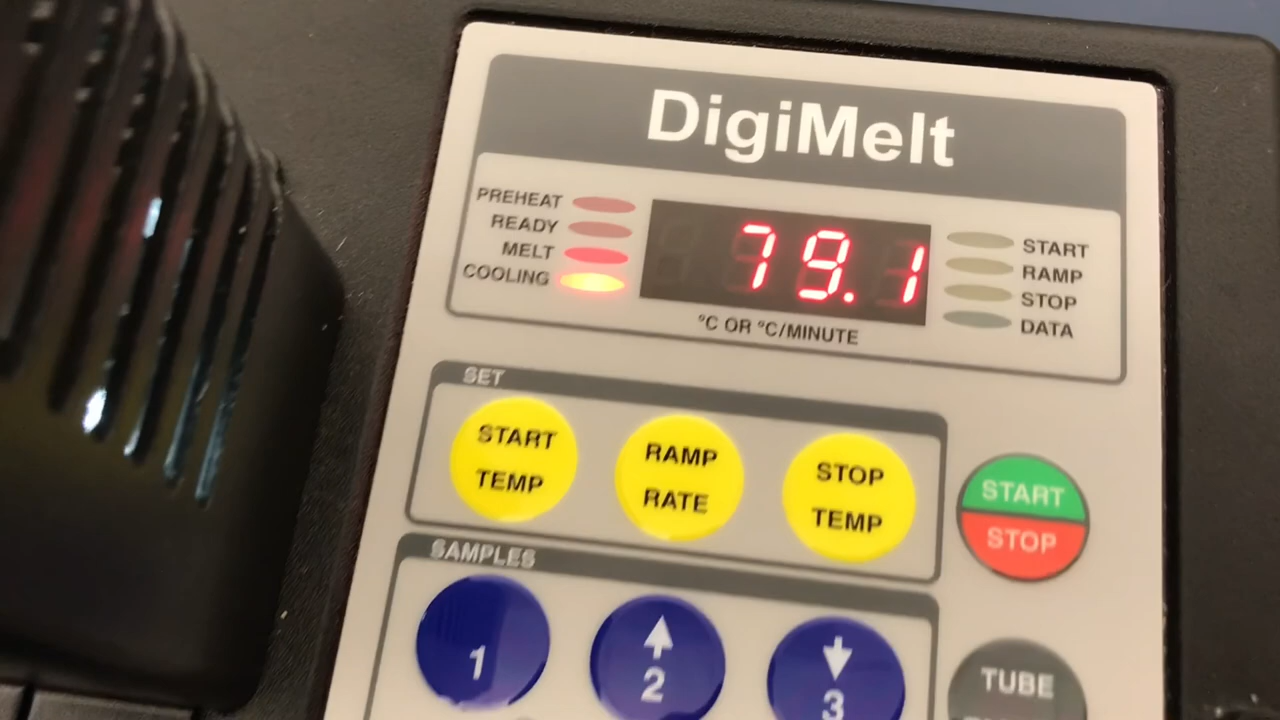 DigiMelt
PREHEAT
READY
MELT
COOLING
79.1
START
RAMP
STOP
DATA
°C OR °C/MINUTE
SET
START
TEMP
RAMP
RATE
STOP
TEMP
START
STOP
SAMPLES
1
2
3
TUBE